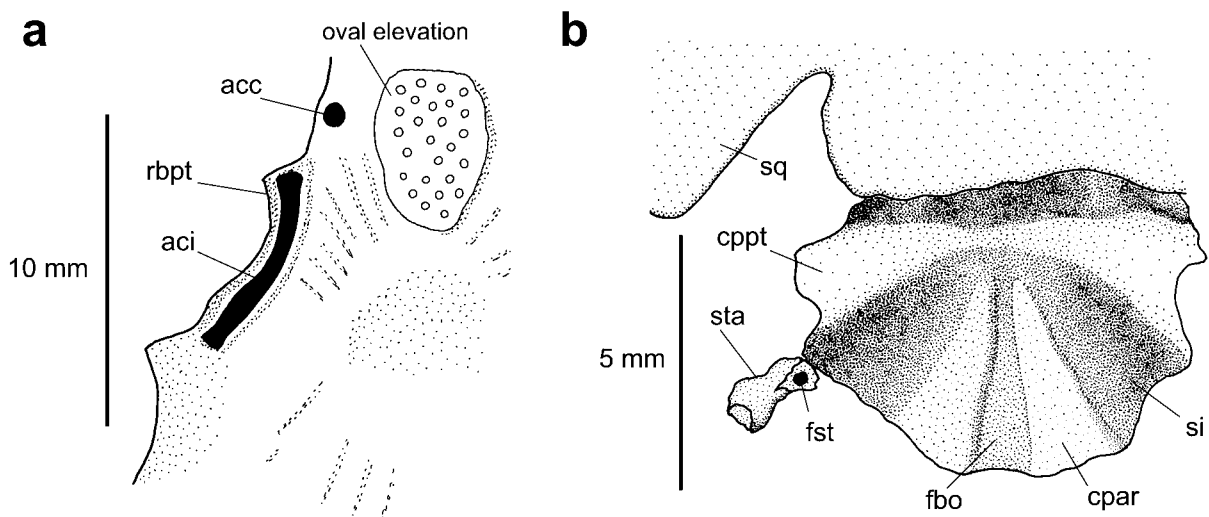 a
oval elevation
acc
rbpt
aci
10 mm
b
sq
cppt
sta
5 mm
fst
si
fbo
cpar